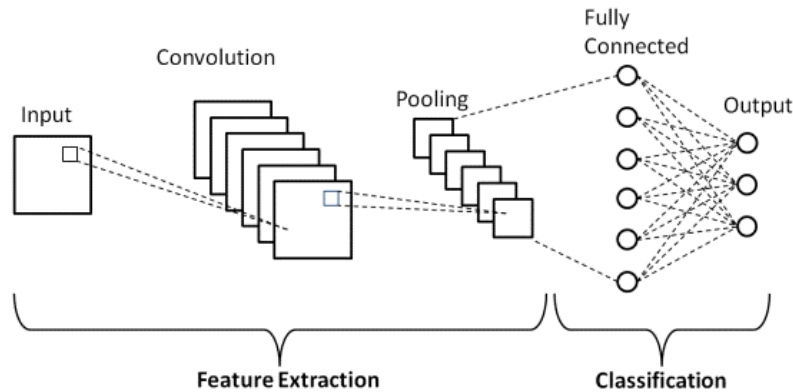 Input
Convolution
Pooling
Fully
Connected
Output
Feature Extraction
Classification